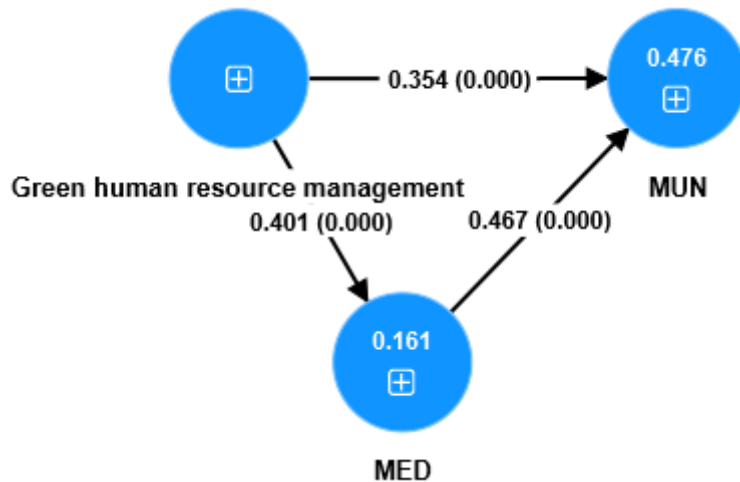 0.476
0.354 (0.000)
Green human resource management
MUN
0.401 (0.000)
0.467 (0.000)
0.161
MED